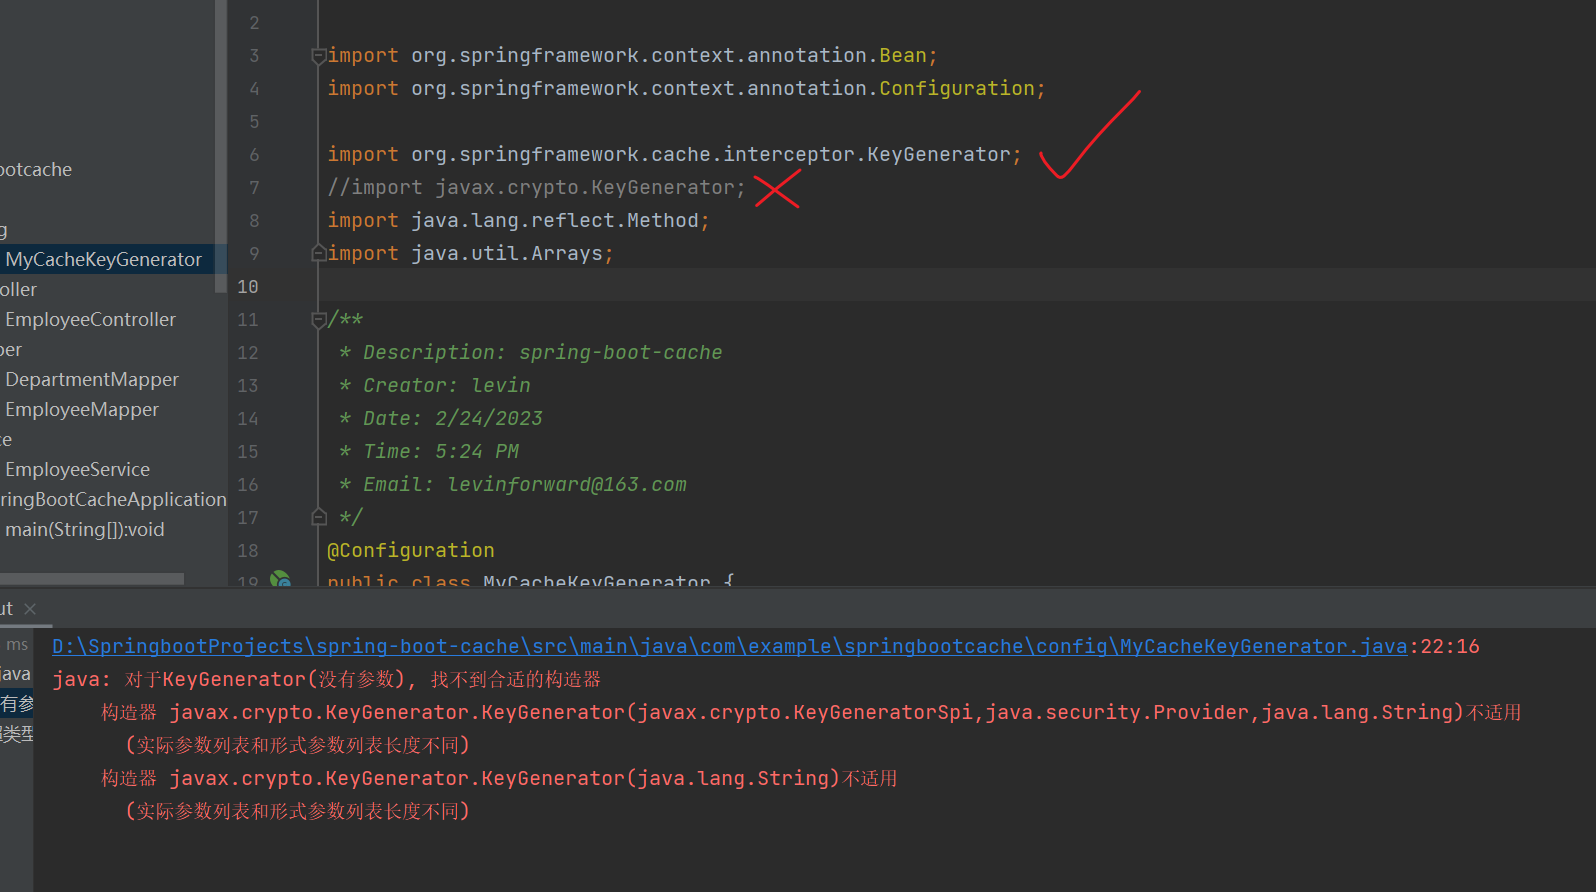 2
3 import org.springframework.context.annotation.Bean;
4 import org.springframework.context.annotation.Configuration;
5
6 import org.springframework.cache.interceptor.KeyGenerator;
ootcache
7 //import javax.crypto.KeyGenerator;
8 import java.lang.reflect.Method;
g
9 import java.util.Arrays;
MyCacheKeyGenerator
10
oller
11 /**
EmployeeController
12 * Description: spring-boot-cache
per
13 * Creator: levin
DepartmentMapper
14 * Date: 2/24/2023
EmployeeMapper
15 * Time: 5:24 PM
ce
EmployeeService
16 * Email: levinforward@163.com
ringBootCacheApplication
17 */
main(String[]):void
18 @Configuration
19 public class MyCacheKeyGenerator {
ut
ms
D:\SpringbootProjects\spring-boot-cache\src\main\java\com\example\springbootcache\config\MyCacheKeyGenerator.java:22:16
java
java: 对于KeyGenerator(没有参数), 找不到合适的构造器
有参
构造器 javax.crypto.KeyGenerator.KeyGenerator(javax.crypto.KeyGeneratorSpi,java.security.Provider,java.lang.String)不适用
类型
(实际参数列表和形式参数列表长度不同)
构造器 javax.crypto.KeyGenerator.KeyGenerator(java.lang.String)不适用
(实际参数列表和形式参数列表长度不同)